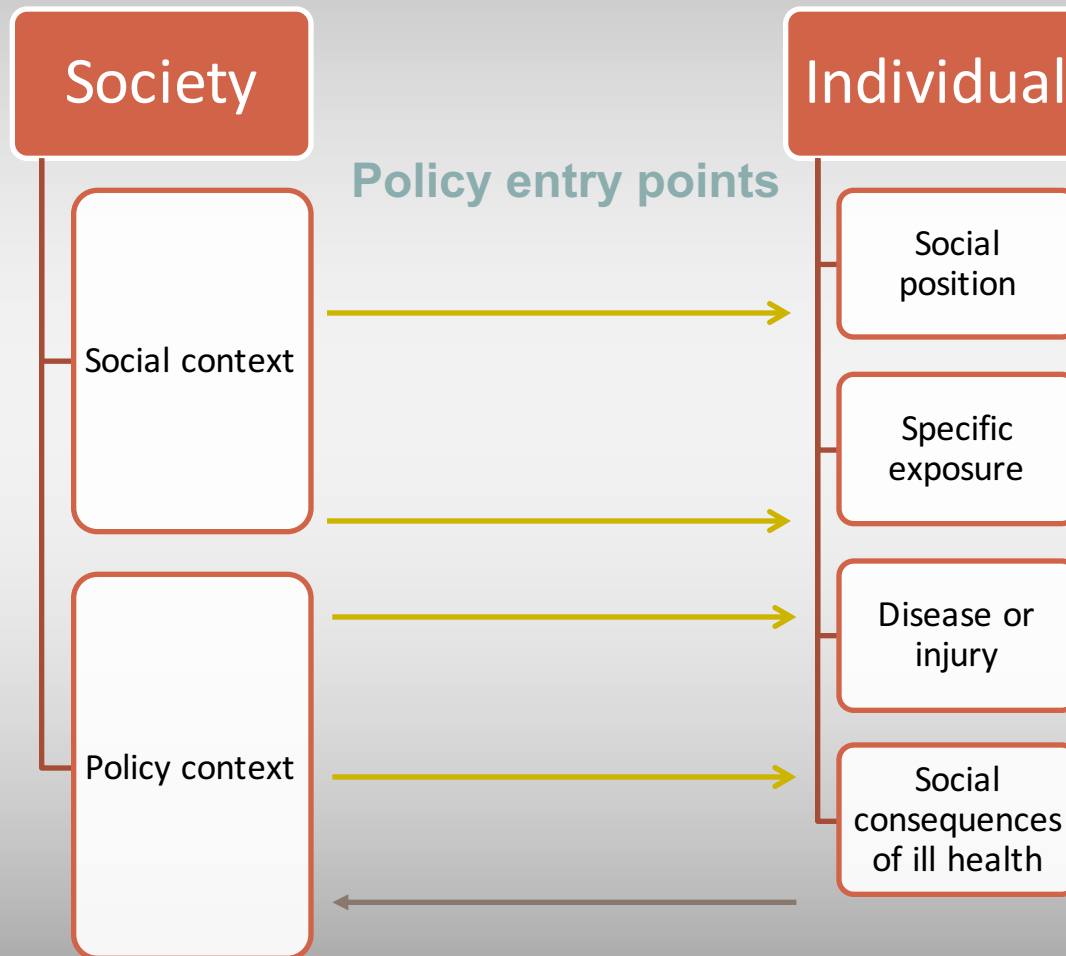 Society
Individual
Policy entry points
Social context
Policy context
Social
position
Specific
exposure
Disease or
injury
Social
consequences
of ill health